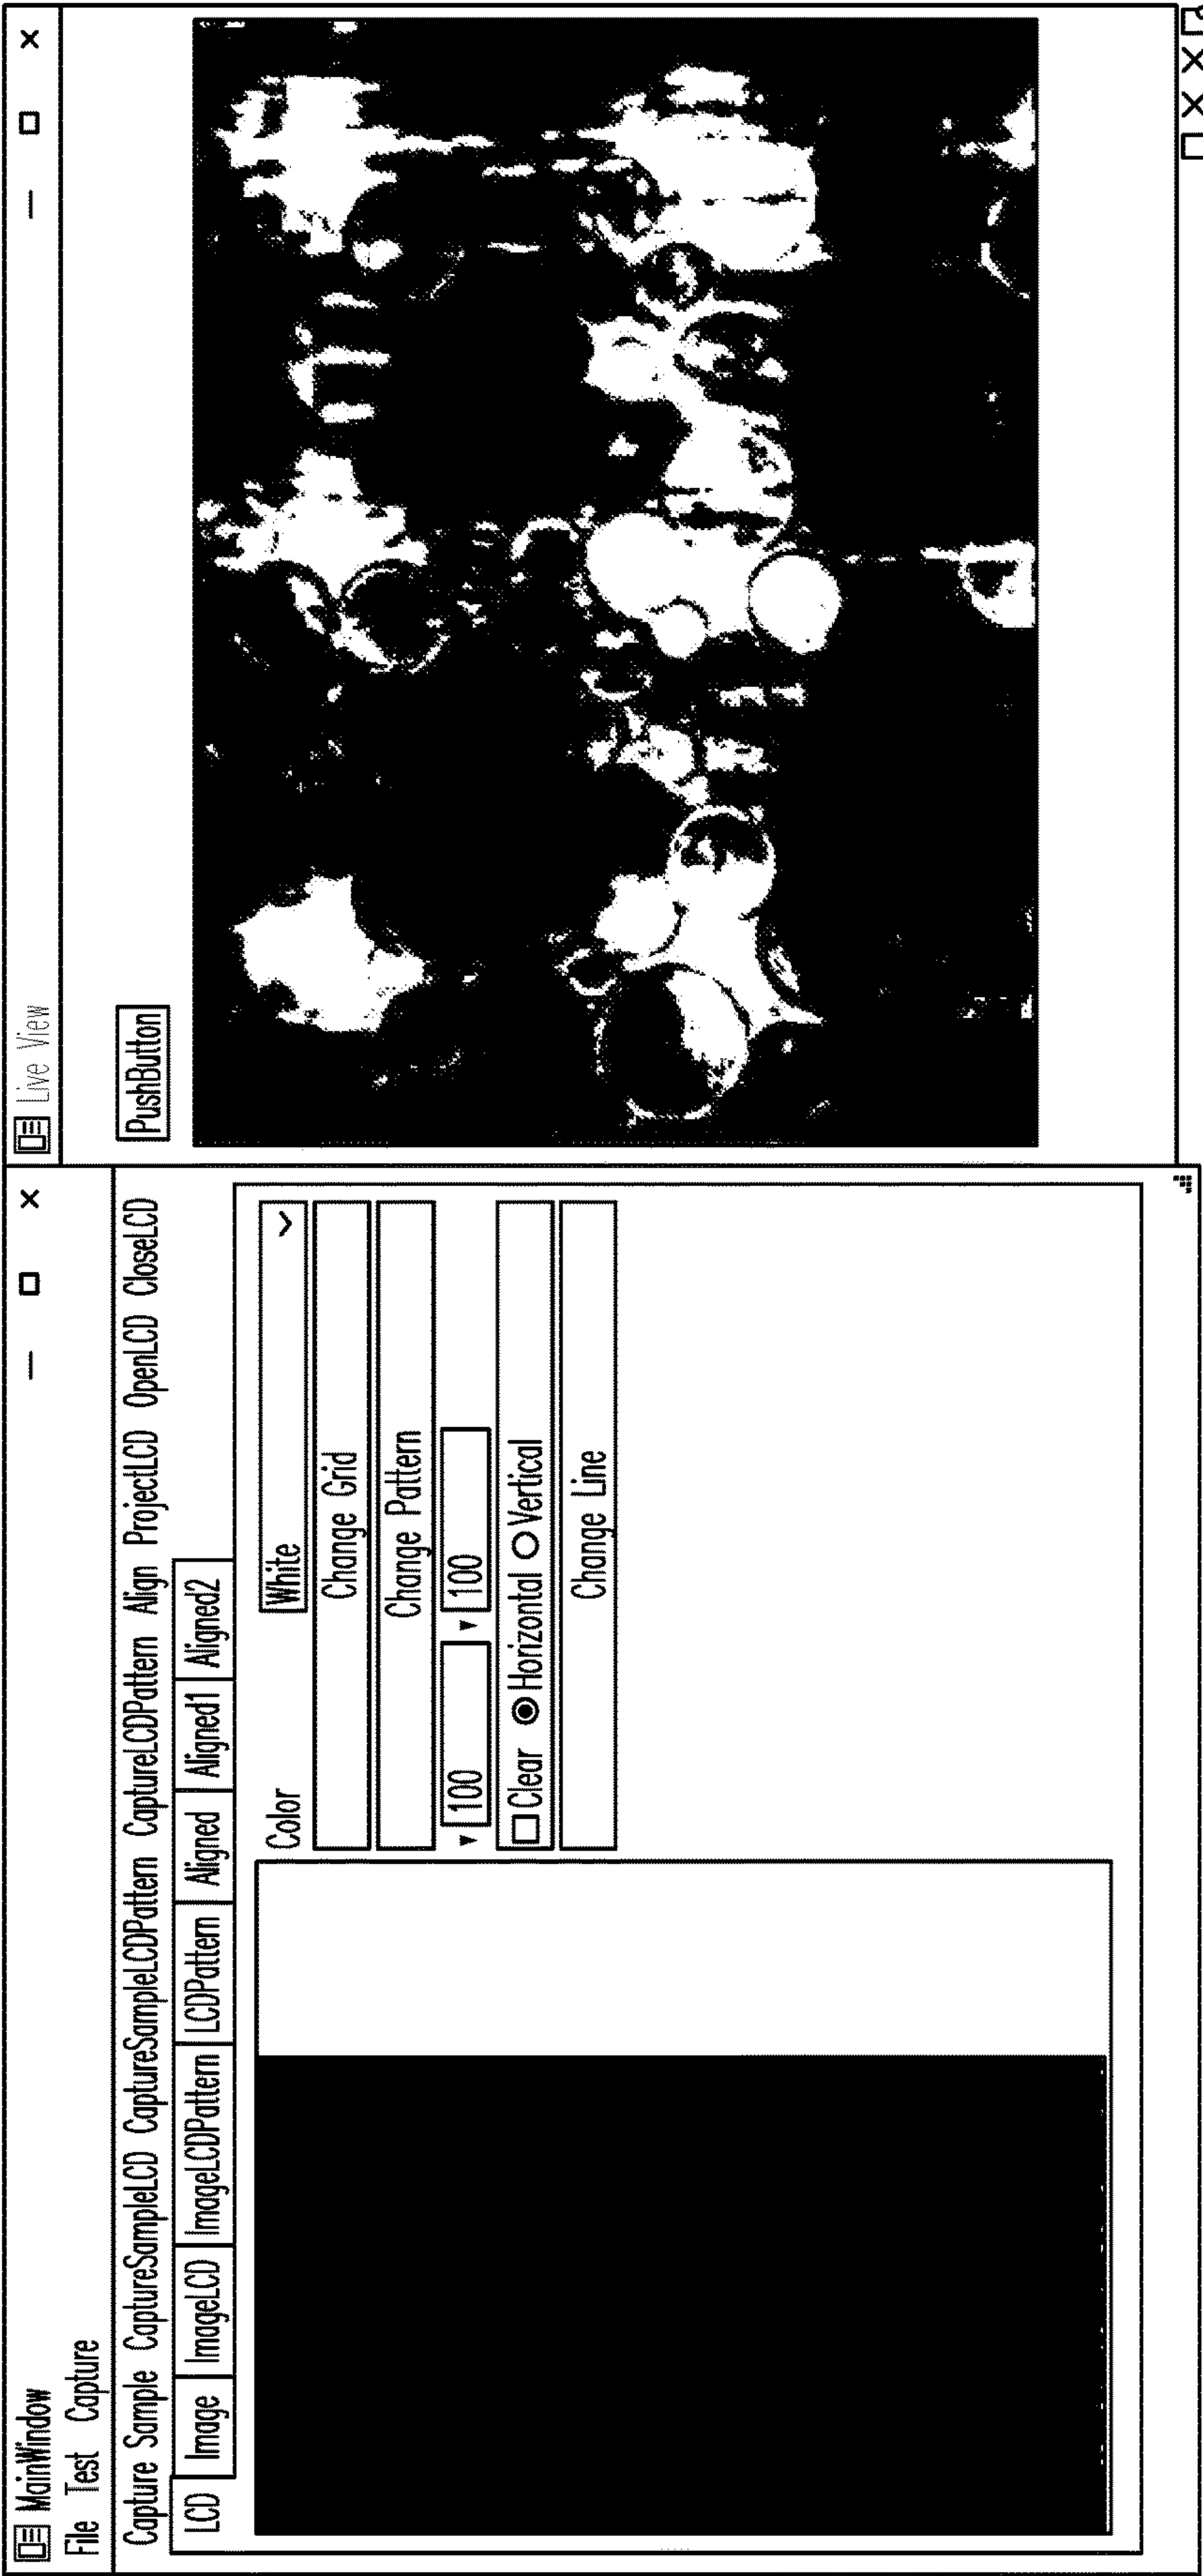 MainWindow
File Test Capture
Capture Sample CaptureSampleLCD CaptureSampleLCDPattern CaptureLCDPattern Align ProjectLCD OpenLCD CloseLCD
LCD Image ImageLCD ImageLCDPattern LCDPattern Aligned Aligned1 Aligned2
Color White
Change Grid
Change Pattern
100 100
Clear Horizontal Vertical
Change Line
Live View
PushButton